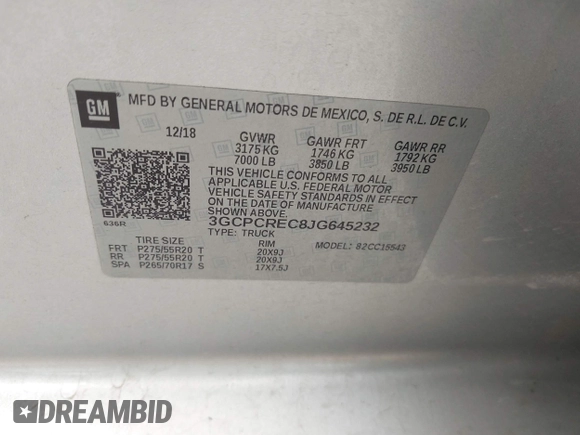 GM
MFD BY GENERAL MOTORS DE MEXICO, S. DE R.L. DE C.V.
12/18 GVWR GAWR FRT GAWR RR
3175 KG 1746 KG 1792 KG
7000 LB 3850 LB 3950 LB
THIS VEHICLE CONFORMS TO ALL
APPLICABLE U.S. FEDERAL MOTOR
VEHICLE SAFETY STANDARDS IN
EFFECT ON THE DATE OF
MANUFACTURE SHOWN ABOVE.
3GCPCREC8JG645232
636R TYPE: TRUCK
TIRE SIZE RIM MODEL: 82CC15543
FRT P275/55R20 T 20X9J
RR P275/55R20 T 20X9J
SPA P265/70R17 S 17X7.5J
DREAMBID